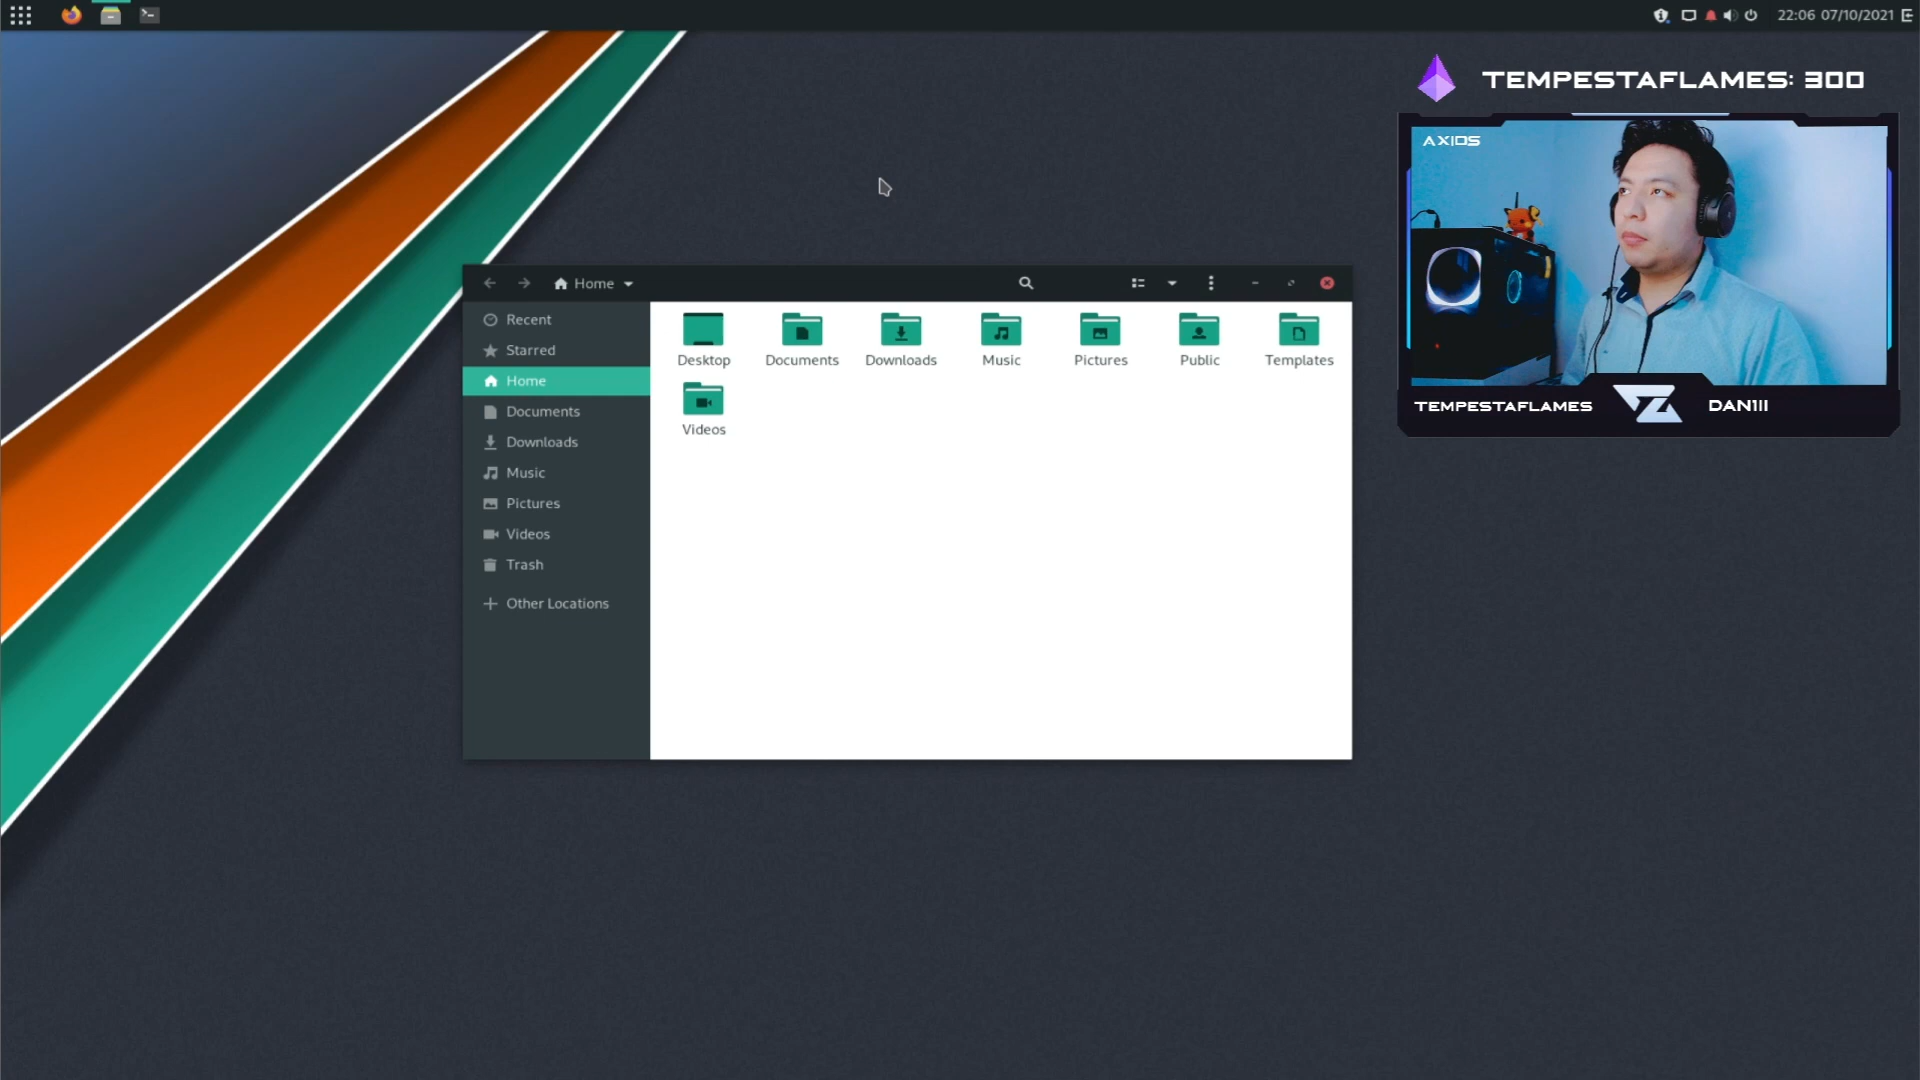 22:06 07/10/2021
TEMPESTAFLAMES: 300
AXIOS
TEMPESTAFLAMES
DAN1II
Home
Recent
Starred
Home
Documents
Downloads
Music
Pictures
Videos
Trash
Other Locations
Desktop
Documents
Downloads
Music
Pictures
Public
Templates
Videos